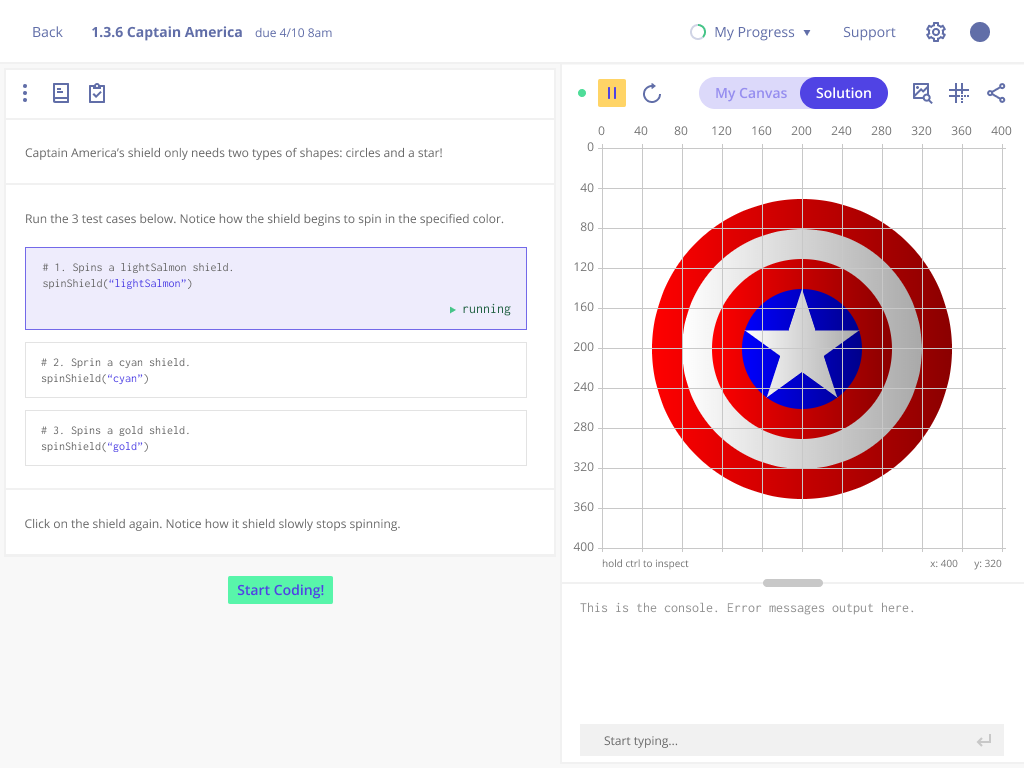 Back 1.3.6 Captain America due 4/10 8am My Progress ▼ Support
Captain America’s shield only needs two types of shapes: circles and a star!
Run the 3 test cases below. Notice how the shield begins to spin in the specified color.
# 1. Spins a lightSalmon shield.
spinShield(“lightSalmon”)
running
# 2. Sprin a cyan shield.
spinShield(“cyan”)
# 3. Spins a gold shield.
spinShield(“gold”)
Click on the shield again. Notice how it shield slowly stops spinning.
Start Coding!
My Canvas Solution
0 40 80 120 160 200 240 280 320 360 400
0
40
80
120
160
200
240
280
320
360
400
hold ctrl to inspect x: 400 y: 320
This is the console. Error messages output here.
Start typing...